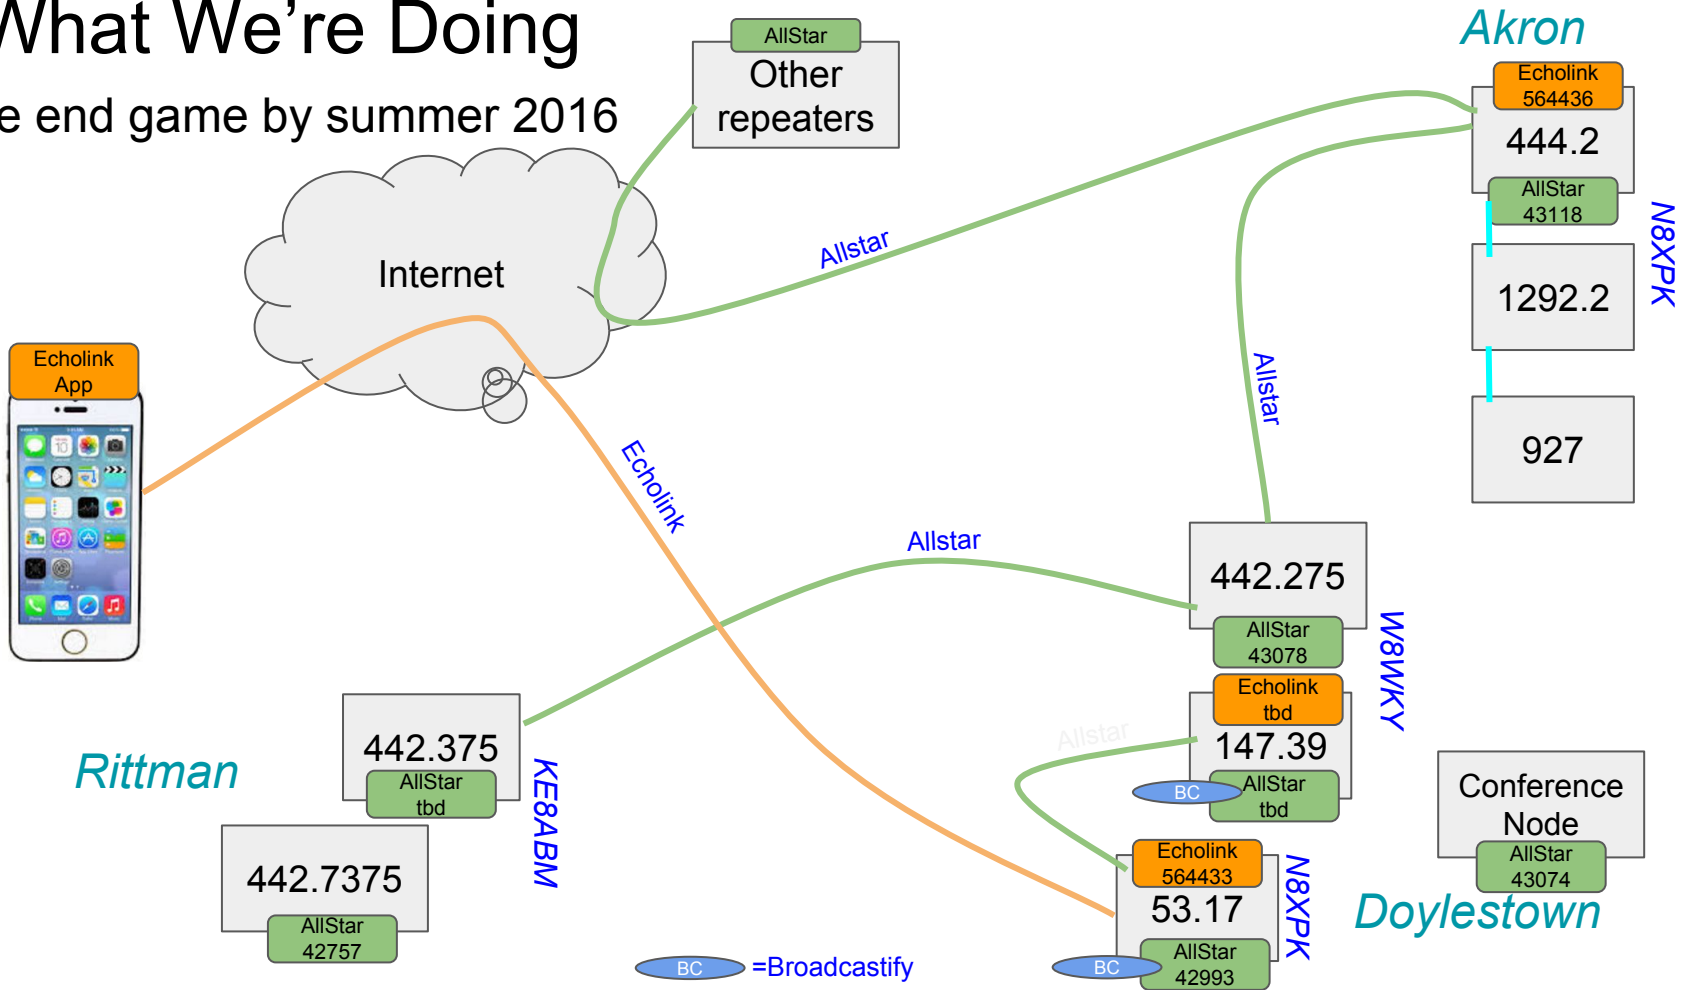 What We're Doing
e end game by summer 2016
AllStar
Other
repeaters
Akron
Echolink
564436
444.2
AllStar
43118
N8XPK
1292.2
927
Internet
Allstar
Allstar
Echolink
App
Echolink
Allstar
442.275
AllStar
43078
W8WKY
Echolink
tbd
147.39
Allstar
BC
AllStar
tbd
Rittman
442.375
AllStar
tbd
KE8ABM
442.7375
AllStar
42757
Conference
Node
AllStar
43074
Doylestown
Echolink
564433
53.17
N8XPK
BC
AllStar
42993
BC =Broadcastify